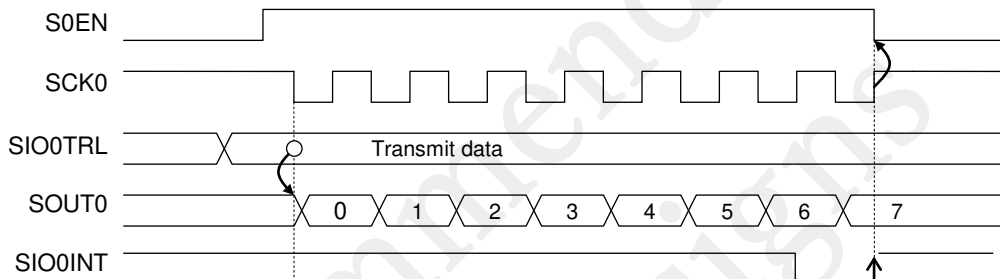 S0EN
SCK0
SIO0TRL
Transmit data
SOUT0
0 1 2 3 4 5 6 7
SIO0INT